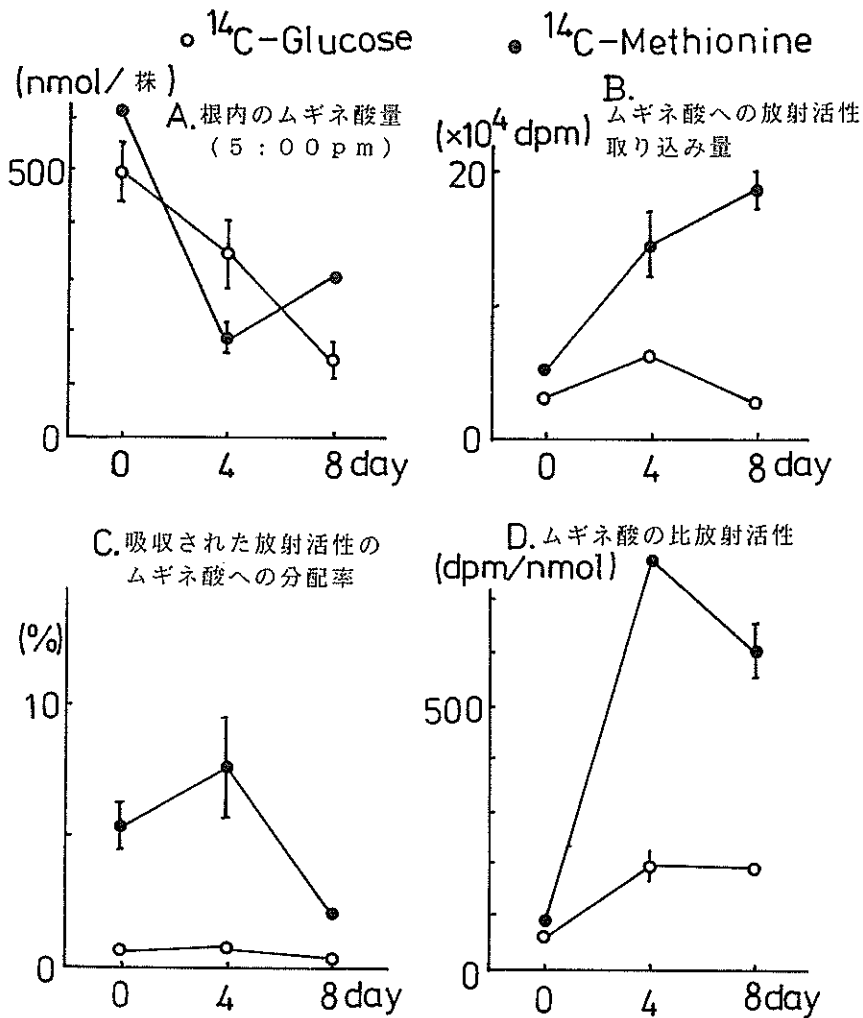 ○ ¹⁴C-Glucose ● ¹⁴C-Methionine
(nmol/株)
A. 根内のムギネ酸量
(5:00pm)
500
0
0 4 8 day
B.
ムギネ酸への放射活性
取り込み量
(×10⁴ dpm)
20
0
0 4 8 day
C. 吸収された放射活性の
ムギネ酸への分配率
(%)
10
0
0 4 8 day
D. ムギネ酸の比放射活性
(dpm/nmol)
500
0
0 4 8 day